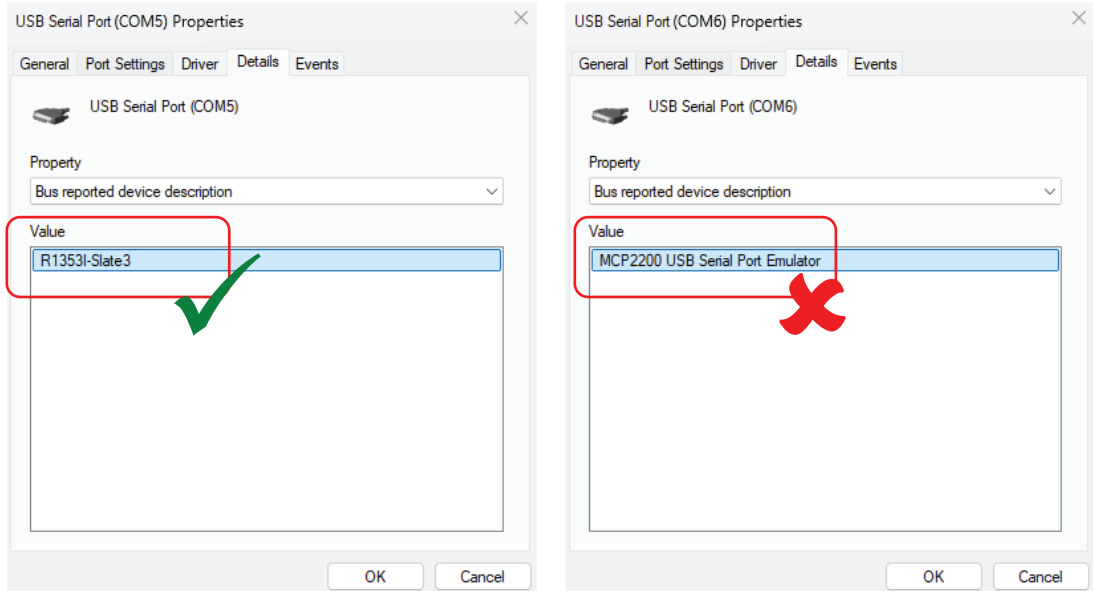 USB Serial Port (COM5) Properties
General Port Settings Driver Details Events
USB Serial Port (COM5)
Property
Bus reported device description
Value
R1353I-Slate3
OK Cancel
USB Serial Port (COM6) Properties
General Port Settings Driver Details Events
USB Serial Port (COM6)
Property
Bus reported device description
Value
MCP2200 USB Serial Port Emulator
OK Cancel